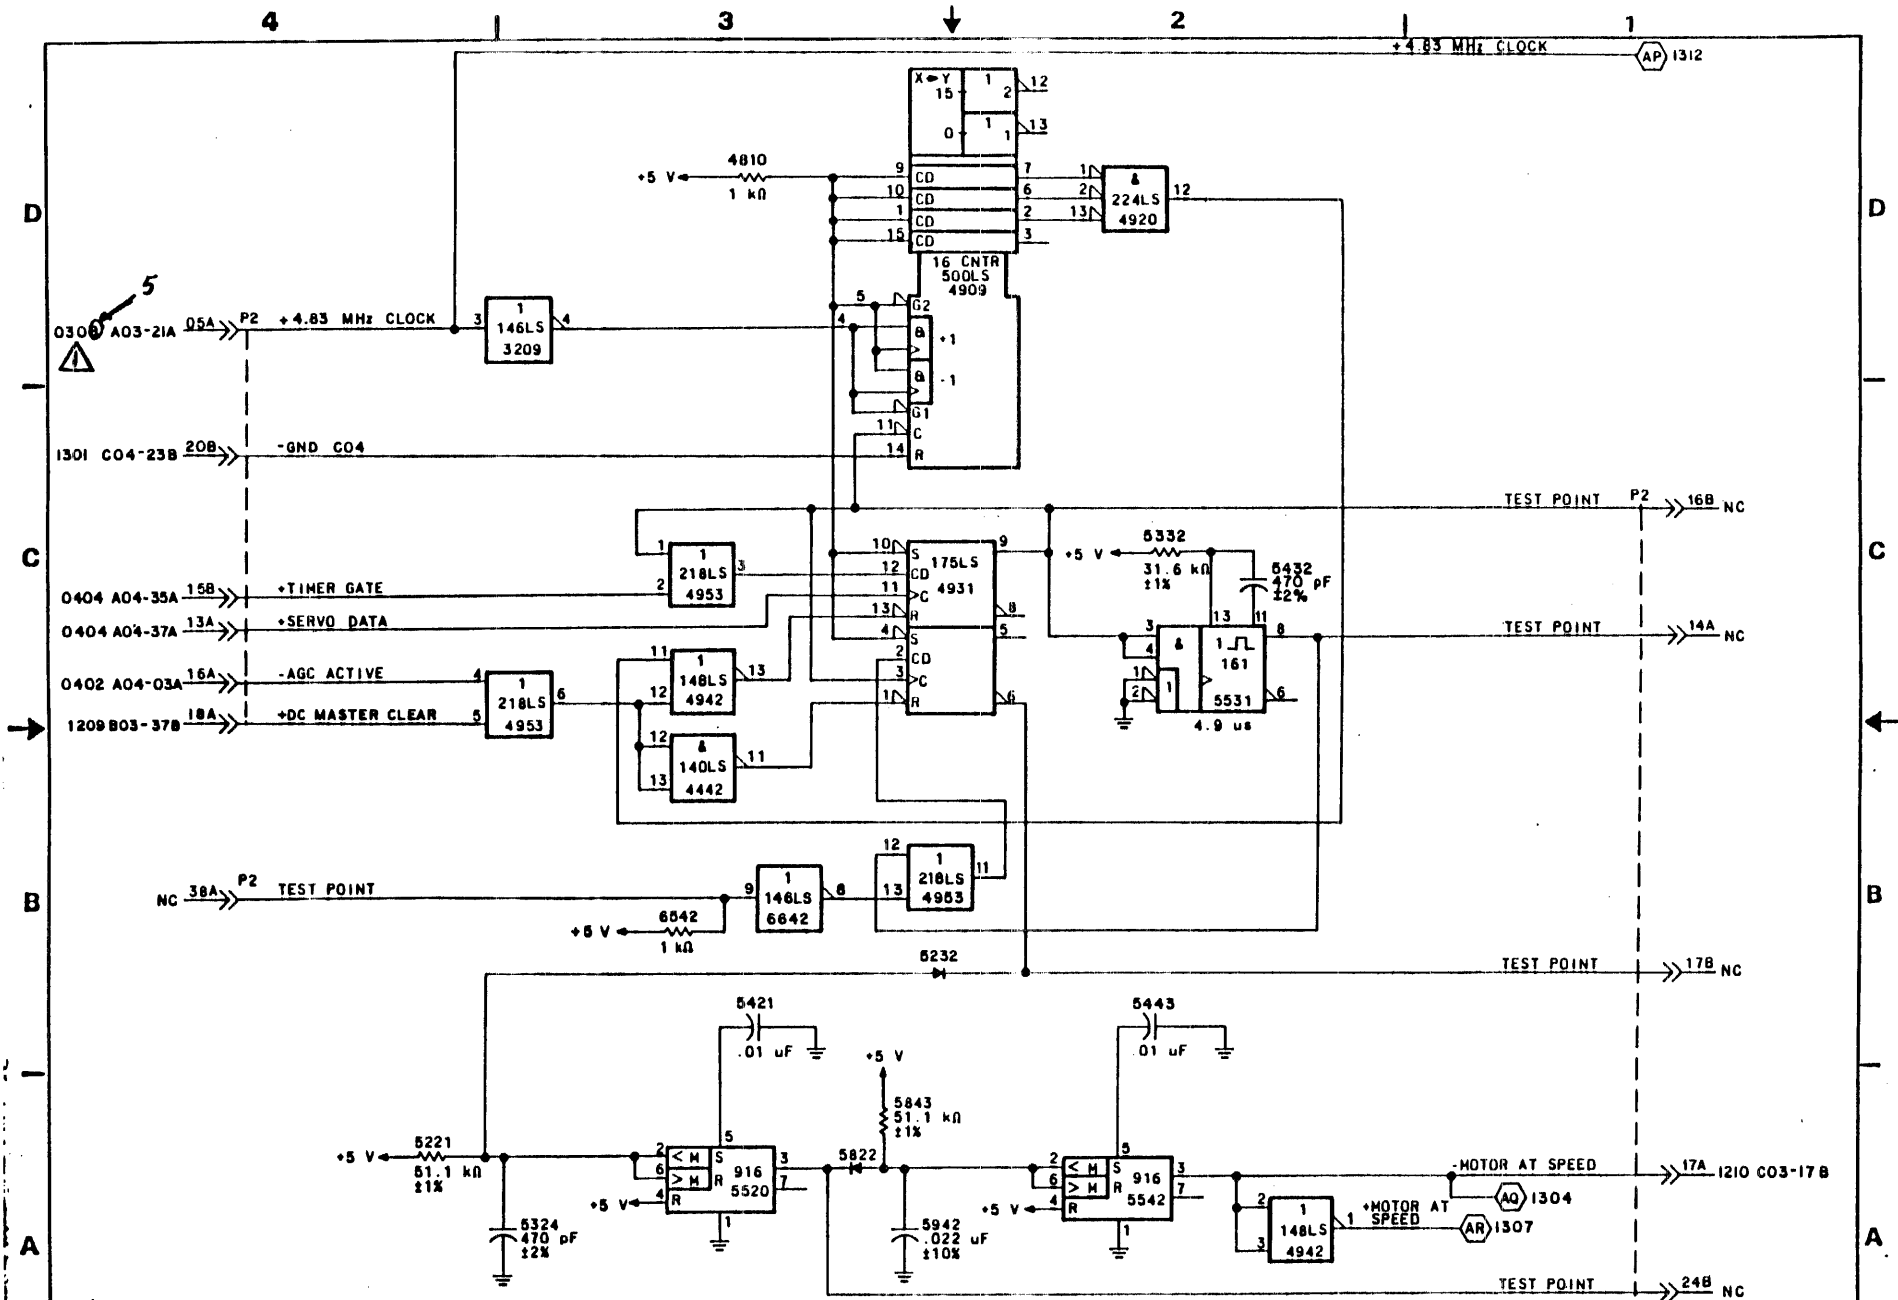 4 3 2 1
+4.83 MHz CLOCK AP 1312
X Y 1 12
15 2
1 13
0 1
4810
+5 V 9 CD 7 1 &
1 kΩ
10 CD 6 2 224LS 12
1 CD 2 13 4920
15 CD 3
D D
16 CNTR
500LS
4909
5
0308 A03-21A 05A P2 +4.83 MHz CLOCK 3 1 4
146LS
3209
1
5 G2
4 & +1
& -1
G1
11 C
1301 C04-23B 20B -GND C04 14 R
TEST POINT P2 16B NC
C C
1 1 3
218LS
2 4953
10 S 175LS 9
12 CD 4931
11 >C
13 R 8
4 S 5
2 CD
3 >C
1 R 6
5332
+5 V
31.6 kΩ
±1%
5432
470 pF
±2%
13 11
3 & 1 8
4 161
1 1
2 5531 6
4.9 us
TEST POINT 14A NC
0404 A04-35A 15B +TIMER GATE
0404 A04-37A 13A +SERVO DATA
0402 A04-03A 16A -AGC ACTIVE 4 1 6
218LS
1209 B03-37B 18A +DC MASTER CLEAR 5 4953
11 1 13
148LS
12 4942
12 & 11
140LS
13 4442
12 1 11
218LS
13 4953
B B
NC 38A P2 TEST POINT 9 1 8
146LS
6642
6542
+5 V
1 kΩ
5232
TEST POINT 17B NC
5421
.01 uF
5443
.01 uF
+5 V
5843
51.1 kΩ
±1%
5221
+5 V
51.1 kΩ
±1%
2 < M S 5 916 3
6 > M R 5520 7
+5 V 4 R 1
5324
470 pF
±2%
5822
5942
.022 uF
±10%
2 < M S 5 916 3
6 > M R 5542 7
+5 V 4 R 1
-MOTOR AT SPEED 17A 1210 C03-17B
AQ 1304
2 1 1 +MOTOR AT
148LS SPEED AR 1307
3 4942
A A
TEST POINT 24B NC